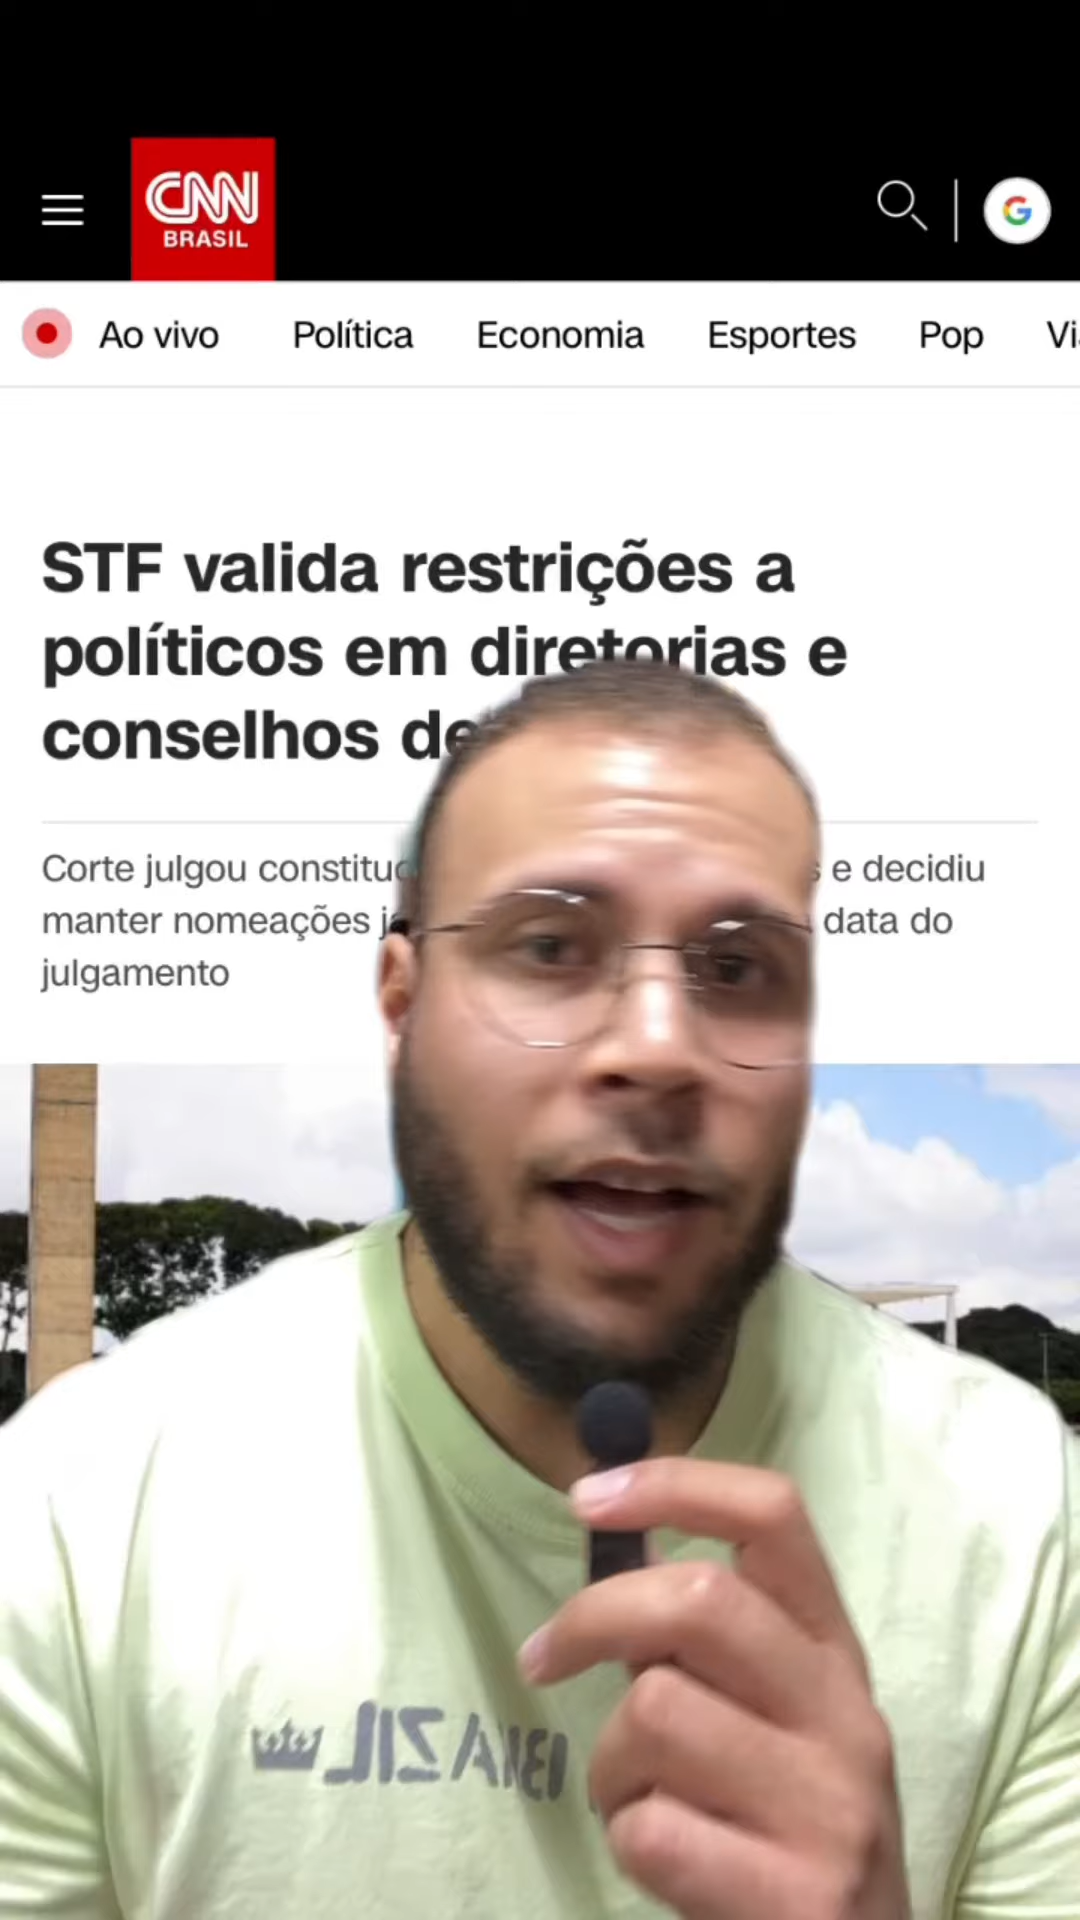 CNN
BRASIL
G
Ao vivo Política Economia Esportes Pop
STF valida restrições a
políticos em diretorias e
conselhos de
Corte julgou e decidiu
manter nomeações data do
julgamento